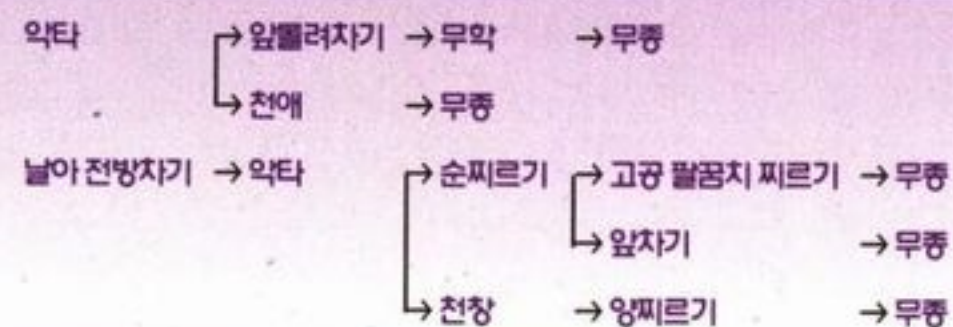 악타 → 앞돌려차기 → 무학 → 무종
→ 천애 → 무종
날아 전방차기 → 악타 → 순찌르기 → 고공 팔꿈치 찌르기 → 무종
→ 앞차기 → 무종
→ 천창 → 양찌르기 → 무종